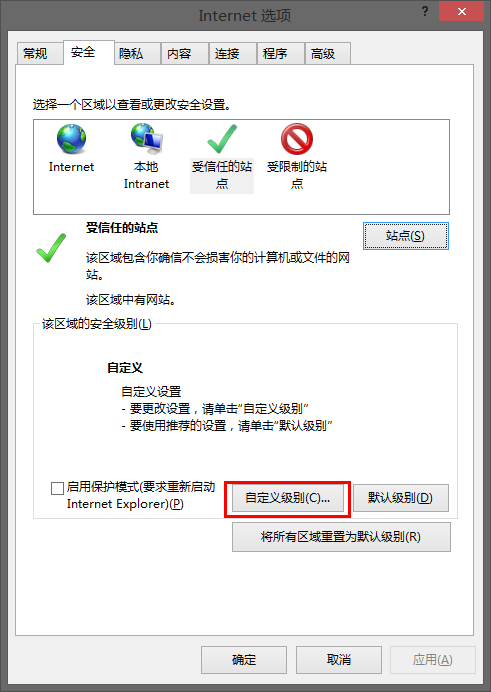 Internet 选项
?
常规 安全 隐私 内容 连接 程序 高级
选择一个区域以查看或更改安全设置。
Internet
本地
Intranet
受信任的站
点
受限制的站
点
受信任的站点
站点(S)
该区域包含你确信不会损害你的计算机或文件的网
站。
该区域中有网站。
该区域的安全级别(L)
自定义
自定义设置
- 要更改设置，请单击“自定义级别”
- 要使用推荐的设置，请单击“默认级别”
启用保护模式(要求重新启动
Internet Explorer)(P)
自定义级别(C)...
默认级别(D)
将所有区域重置为默认级别(R)
确定 取消 应用(A)